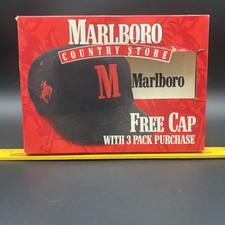 MARLBORO
COUNTRY STORE
M
Marlboro
FREE CAP
WITH 3 PACK PURCHASE